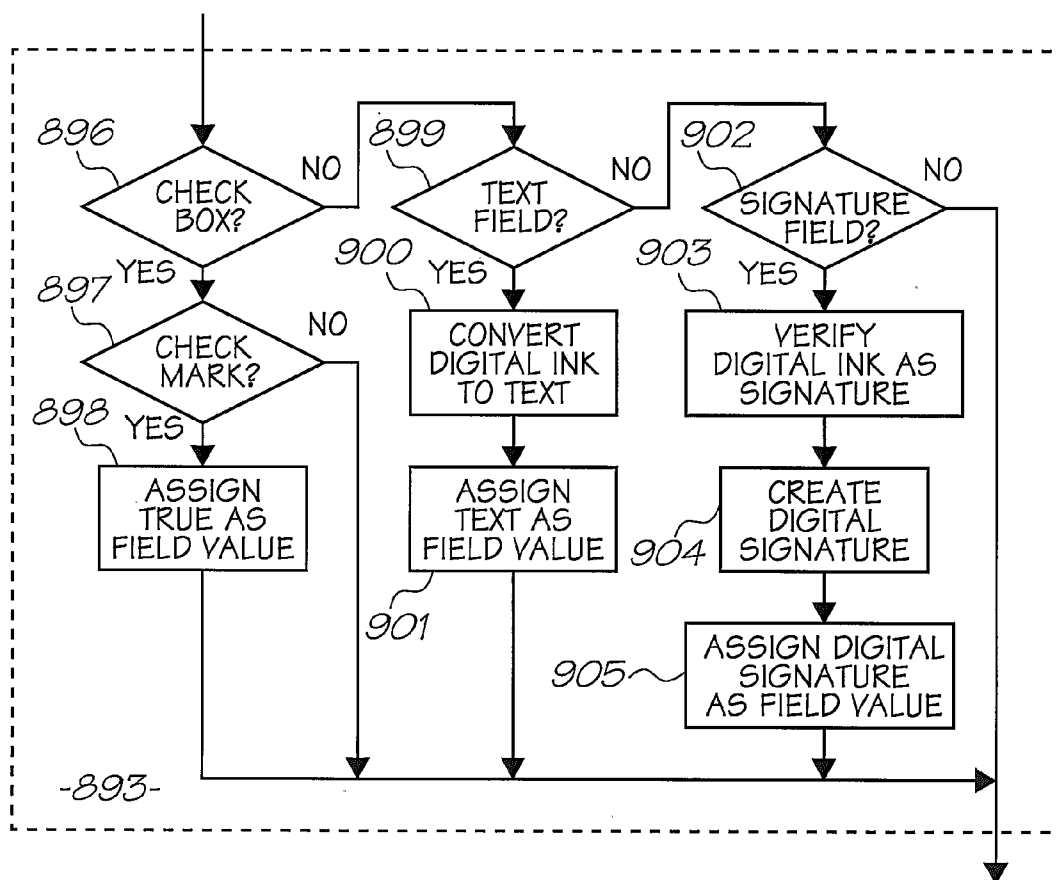 896
CHECK
BOX?
NO
YES
897
CHECK
MARK?
NO
YES
898
ASSIGN
TRUE AS
FIELD VALUE
899
TEXT
FIELD?
NO
YES
900
CONVERT
DIGITAL INK
TO TEXT
ASSIGN
TEXT AS
FIELD VALUE
901
902
SIGNATURE
FIELD?
NO
YES
903
VERIFY
DIGITAL INK AS
SIGNATURE
CREATE
DIGITAL
SIGNATURE
904
ASSIGN DIGITAL
SIGNATURE
AS FIELD VALUE
905
-893-